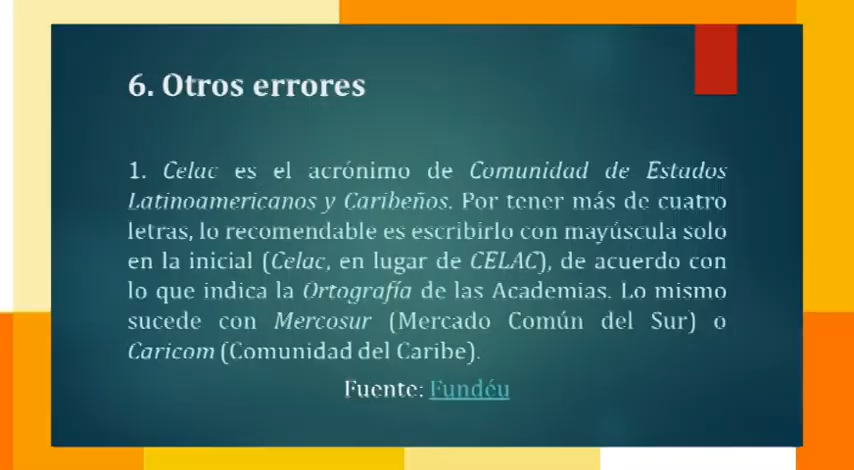 6. Otros errores
1. Celac es el acrónimo de Comunidad de Estados
Latinoamericanos y Caribeños. Por tener más de cuatro
letras, lo recomendable es escribirlo con mayúscula solo
en la inicial (Celac, en lugar de CELAC), de acuerdo con
lo que indica la Ortografía de las Academias. Lo mismo
sucede con Mercosur (Mercado Común del Sur) o
Caricom (Comunidad del Caribe).
Fuente: Fundéu